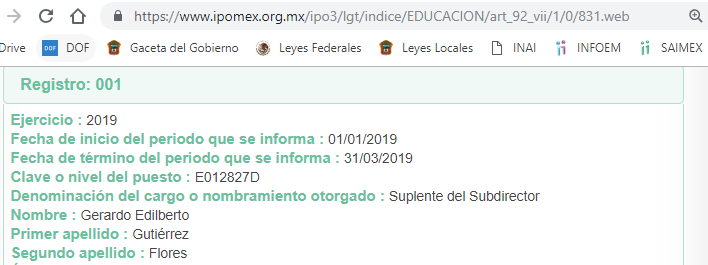 https://www.ipomex.org.mx/ipo3/lgt/indice/EDUCACION/art_92_vii/1/0/831.web
Drive DOF DOF Gaceta del Gobierno Leyes Federales Leyes Locales INAI INFOEM SAIMEX
Registro: 001
Ejercicio : 2019
Fecha de inicio del periodo que se informa : 01/01/2019
Fecha de término del periodo que se informa : 31/03/2019
Clave o nivel del puesto : E012827D
Denominación del cargo o nombramiento otorgado : Suplente del Subdirector
Nombre : Gerardo Edilberto
Primer apellido : Gutiérrez
Segundo apellido : Flores